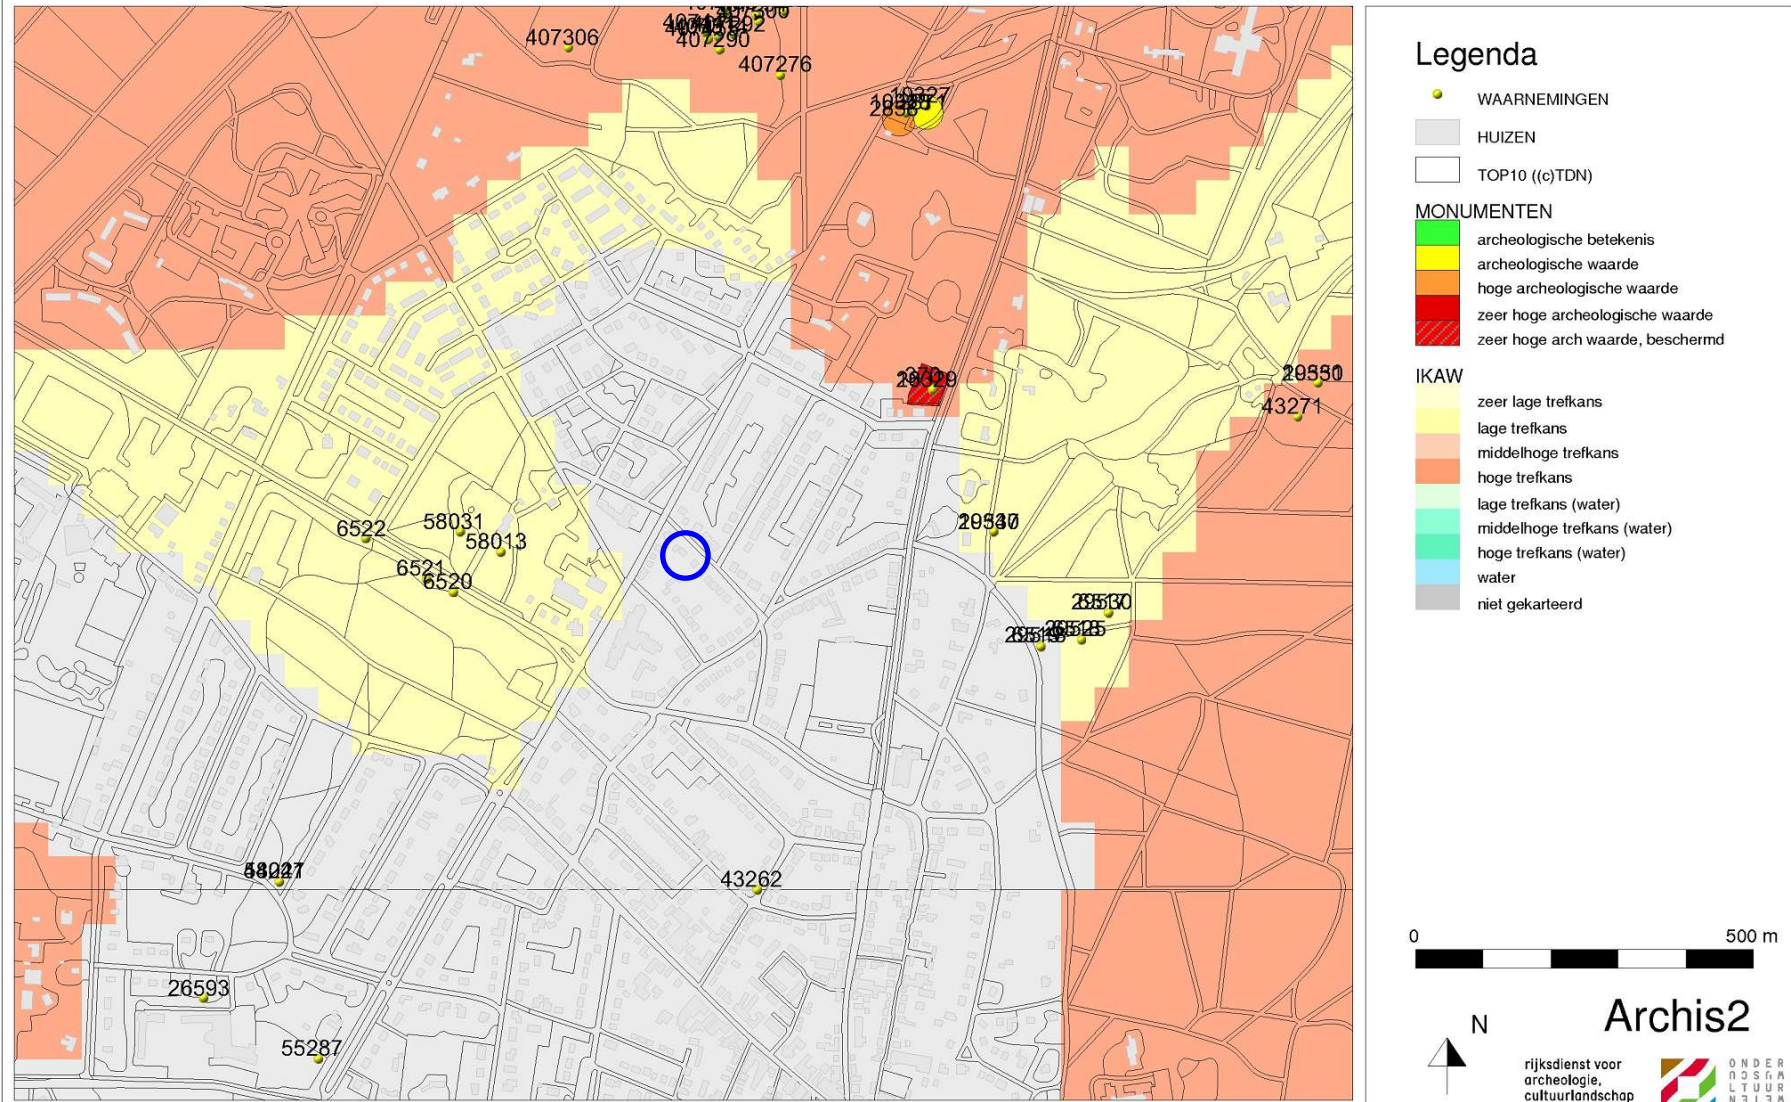 407306
407290
407276
19327
6522
58031
58013
6521
6520
43271
43262
26593
55287
Legenda
WAARNEMINGEN
HUIZEN
TOP10 ((c)TDN)
MONUMENTEN
archeologische betekenis
archeologische waarde
hoge archeologische waarde
zeer hoge archeologische waarde
zeer hoge arch waarde, beschermd
IKAW
zeer lage trefkans
lage trefkans
middelhoge trefkans
hoge trefkans
lage trefkans (water)
middelhoge trefkans (water)
hoge trefkans (water)
water
niet gekarteerd
0 500 m
N
Archis2
rijksdienst voor
archeologie,
cultuurlandschap